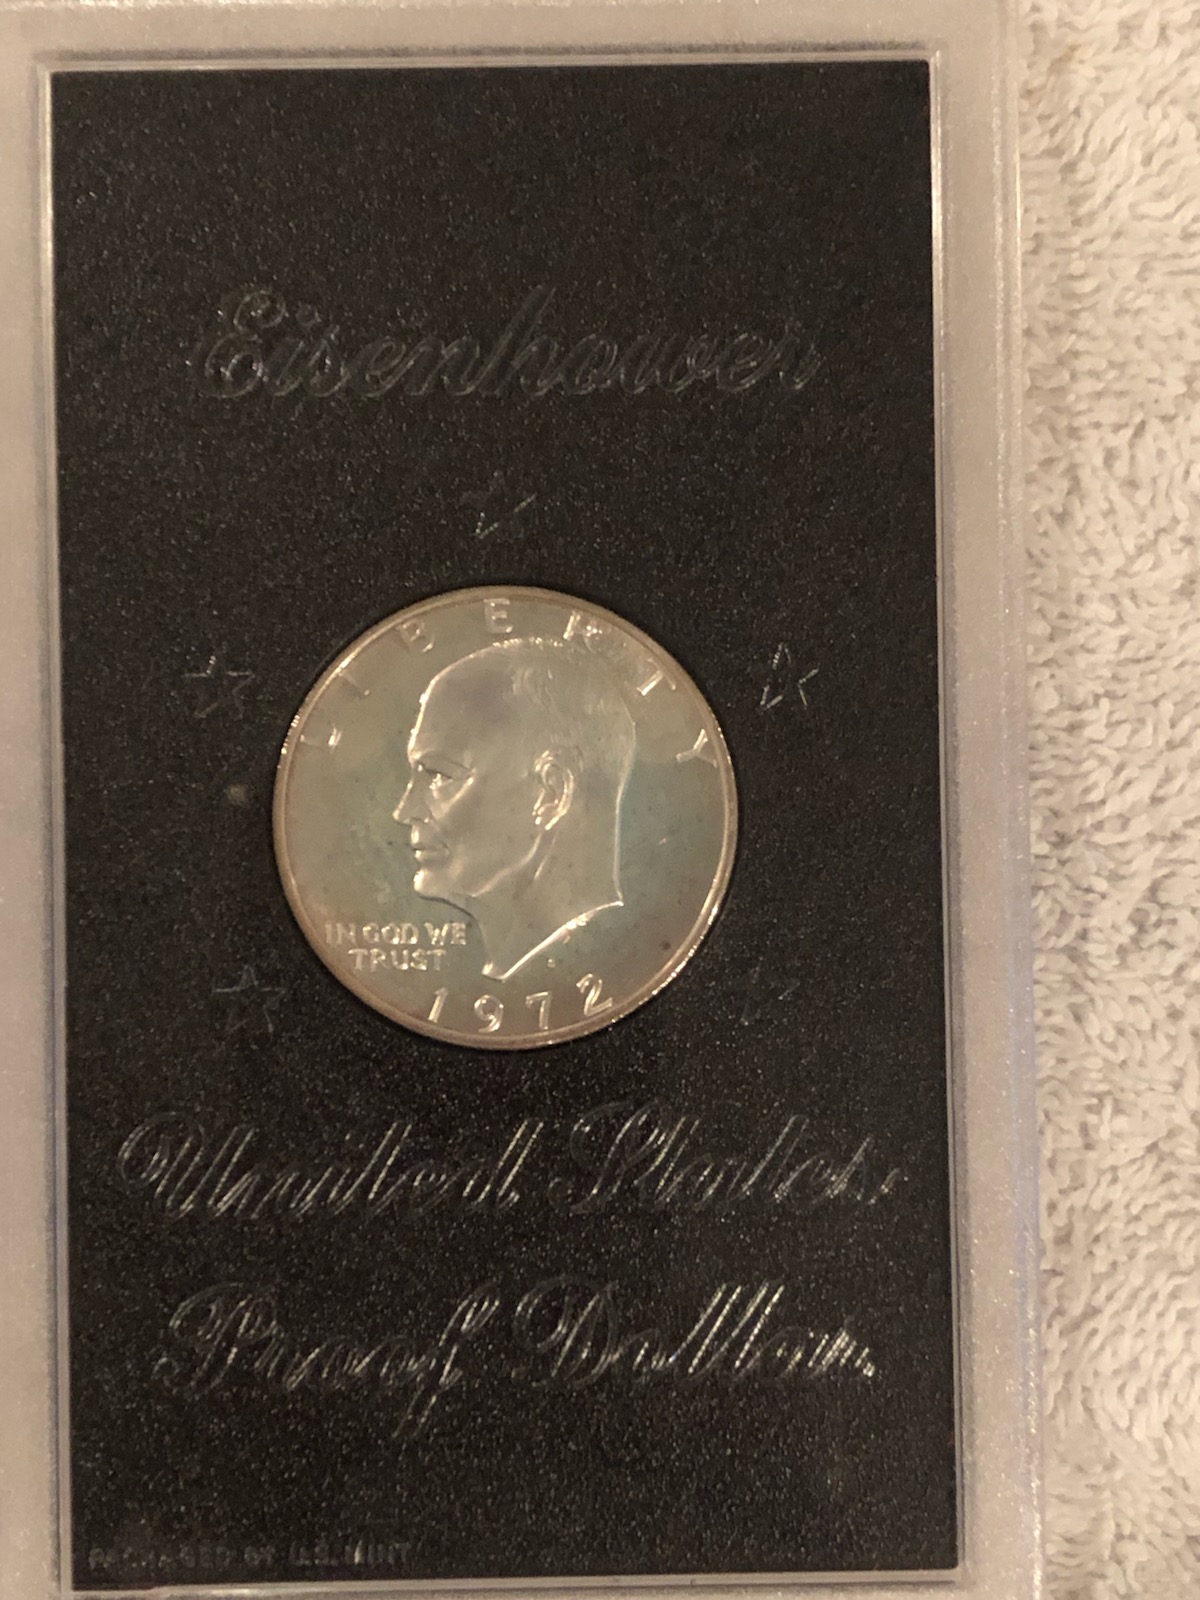 Eisenhower
LIBERTY
IN GOD WE
TRUST
1972
United States
Proof Dollar
PACKAGED BY U.S. MINT